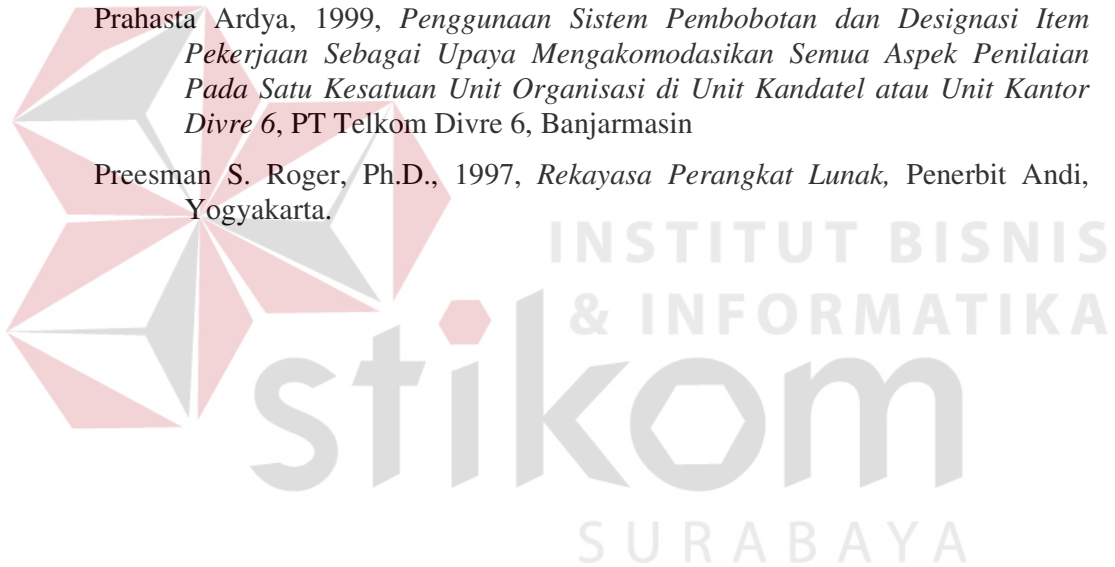 Prahasta Ardya, 1999, Penggunaan Sistem Pembobotan dan Designasi Item
Pekerjaan Sebagai Upaya Mengakomodasikan Semua Aspek Penilaian
Pada Satu Kesatuan Unit Organisasi di Unit Kandatel atau Unit Kantor
Divre 6, PT Telkom Divre 6, Banjarmasin
Preesman S. Roger, Ph.D., 1997, Rekayasa Perangkat Lunak, Penerbit Andi,
Yogyakarta.
INSTITUT BISNIS
& INFORMATIKA
stikom
SURABAYA